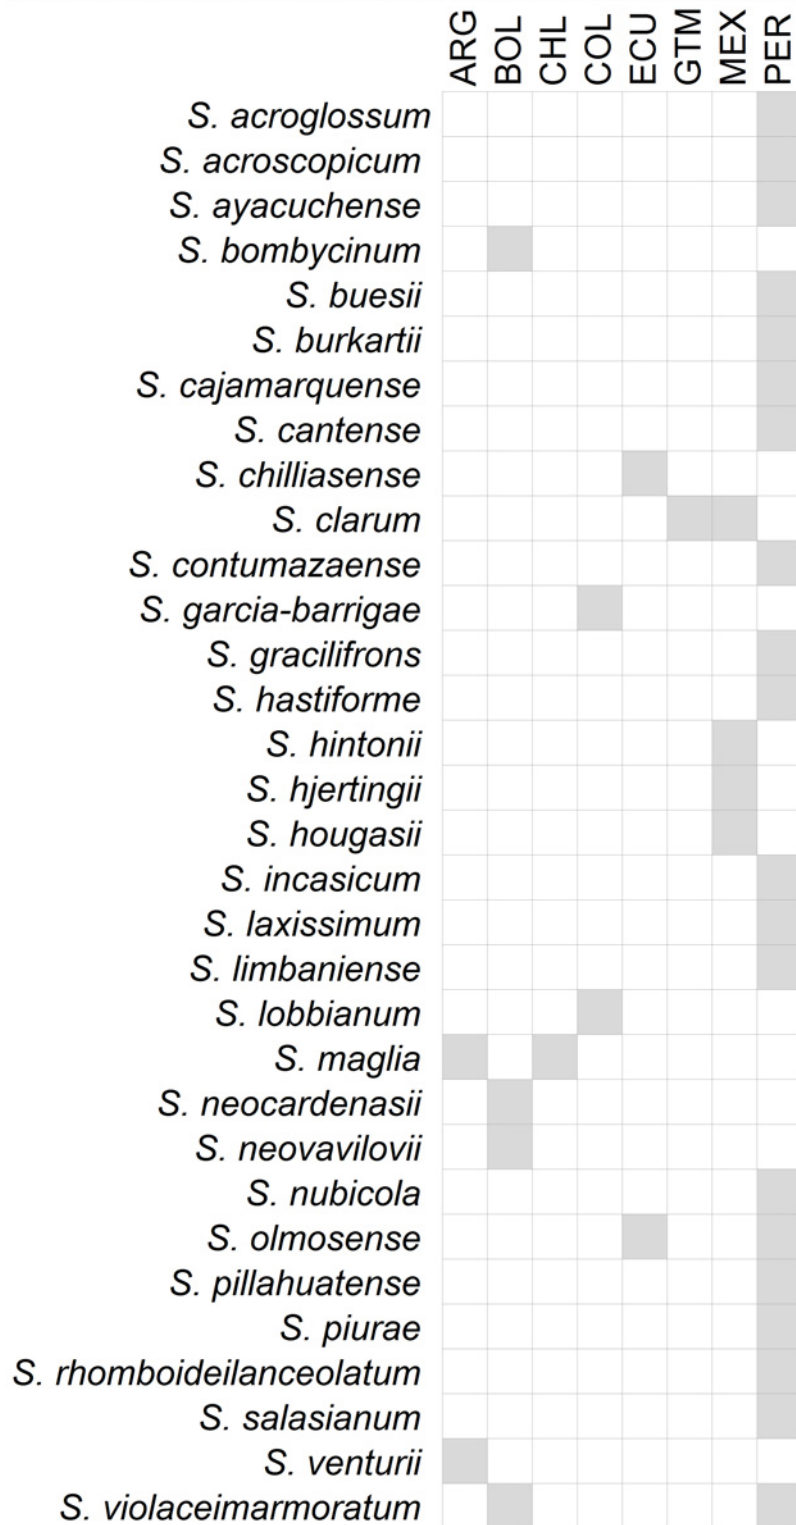 ARG BOL CHL COL ECU GTM MEX PER
S. acroglossum
S. acroscopicum
S. ayacuchense
S. bombycinum
S. buesii
S. burkartii
S. cajamarquense
S. cantense
S. chilliasense
S. clarum
S. contumazaense
S. garcia-barrigae
S. gracilifrons
S. hastiforme
S. hintonii
S. hjertingii
S. hougasii
S. incasicum
S. laxissimum
S. limbaniense
S. lobbianum
S. maglia
S. neocardenasii
S. neovavilovii
S. nubicola
S. olmosense
S. pillahuatense
S. piurae
S. rhomboideilanceolatum
S. salasianum
S. venturii
S. violaceimarmoratum